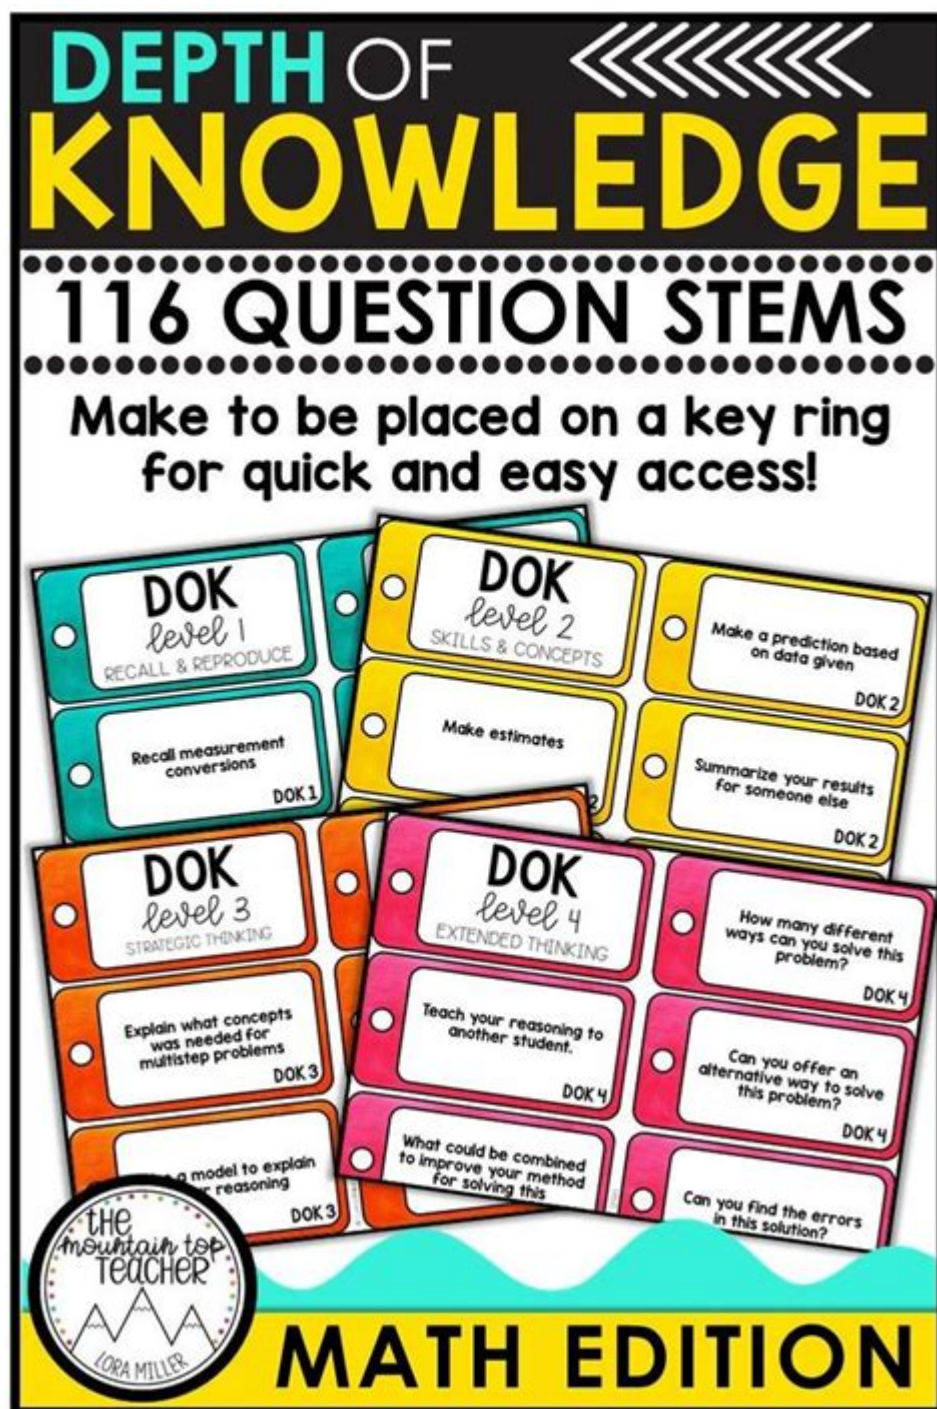 DEPTH OF
KNOWLEDGE
116 QUESTION STEMS
Make to be placed on a key ring
for quick and easy access!
DOK
level 1
RECALL & REPRODUCE
Recall measurement
conversions
DOK 1
DOK
level 2
SKILLS & CONCEPTS
Make a prediction based
on data given
DOK 2
Make estimates
2
Summarize your results
for someone else
DOK 2
DOK
level 3
STRATEGIC THINKING
Explain what concepts
was needed for
multistep problems
DOK 3
a model to explain
reasoning
DOK 3
DOK
level 4
EXTENDED THINKING
How many different
ways can you solve this
problem?
DOK 4
Teach your reasoning to
another student.
DOK 4
Can you offer an
alternative way to solve
this problem?
DOK 4
What could be combined
to improve your method
for solving this
Can you find the errors
in this solution?
the
mountain top
TEACHER
LORA MILLER
MATH EDITION